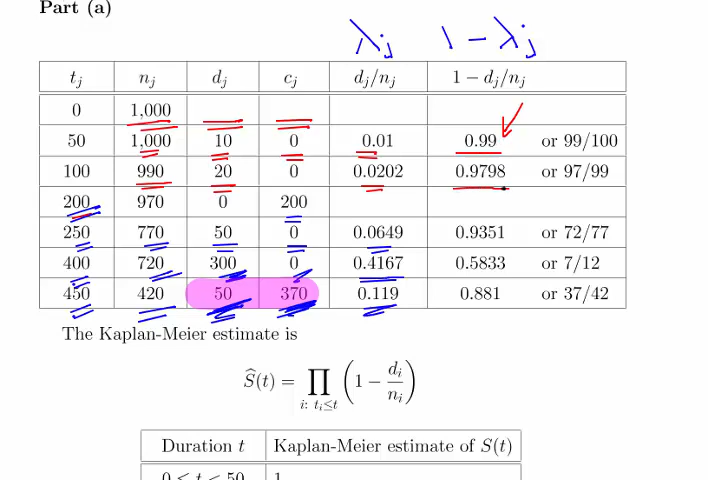 Part (a)
λj 1 − λj
tj nj dj cj dj/nj 1 − dj/nj
0 1,000
50 1,000 10 0 0.01 0.99 or 99/100
100 990 20 0 0.0202 0.9798 or 97/99
200 970 0 200
250 770 50 0 0.0649 0.9351 or 72/77
400 720 300 0 0.4167 0.5833 or 7/12
450 420 50 370 0.119 0.881 or 37/42
The Kaplan-Meier estimate is
Ŝ(t) = ∏ i: ti≤t (1 − di/ni)
Duration t Kaplan-Meier estimate of S(t)
0 ≤ t < 50 1